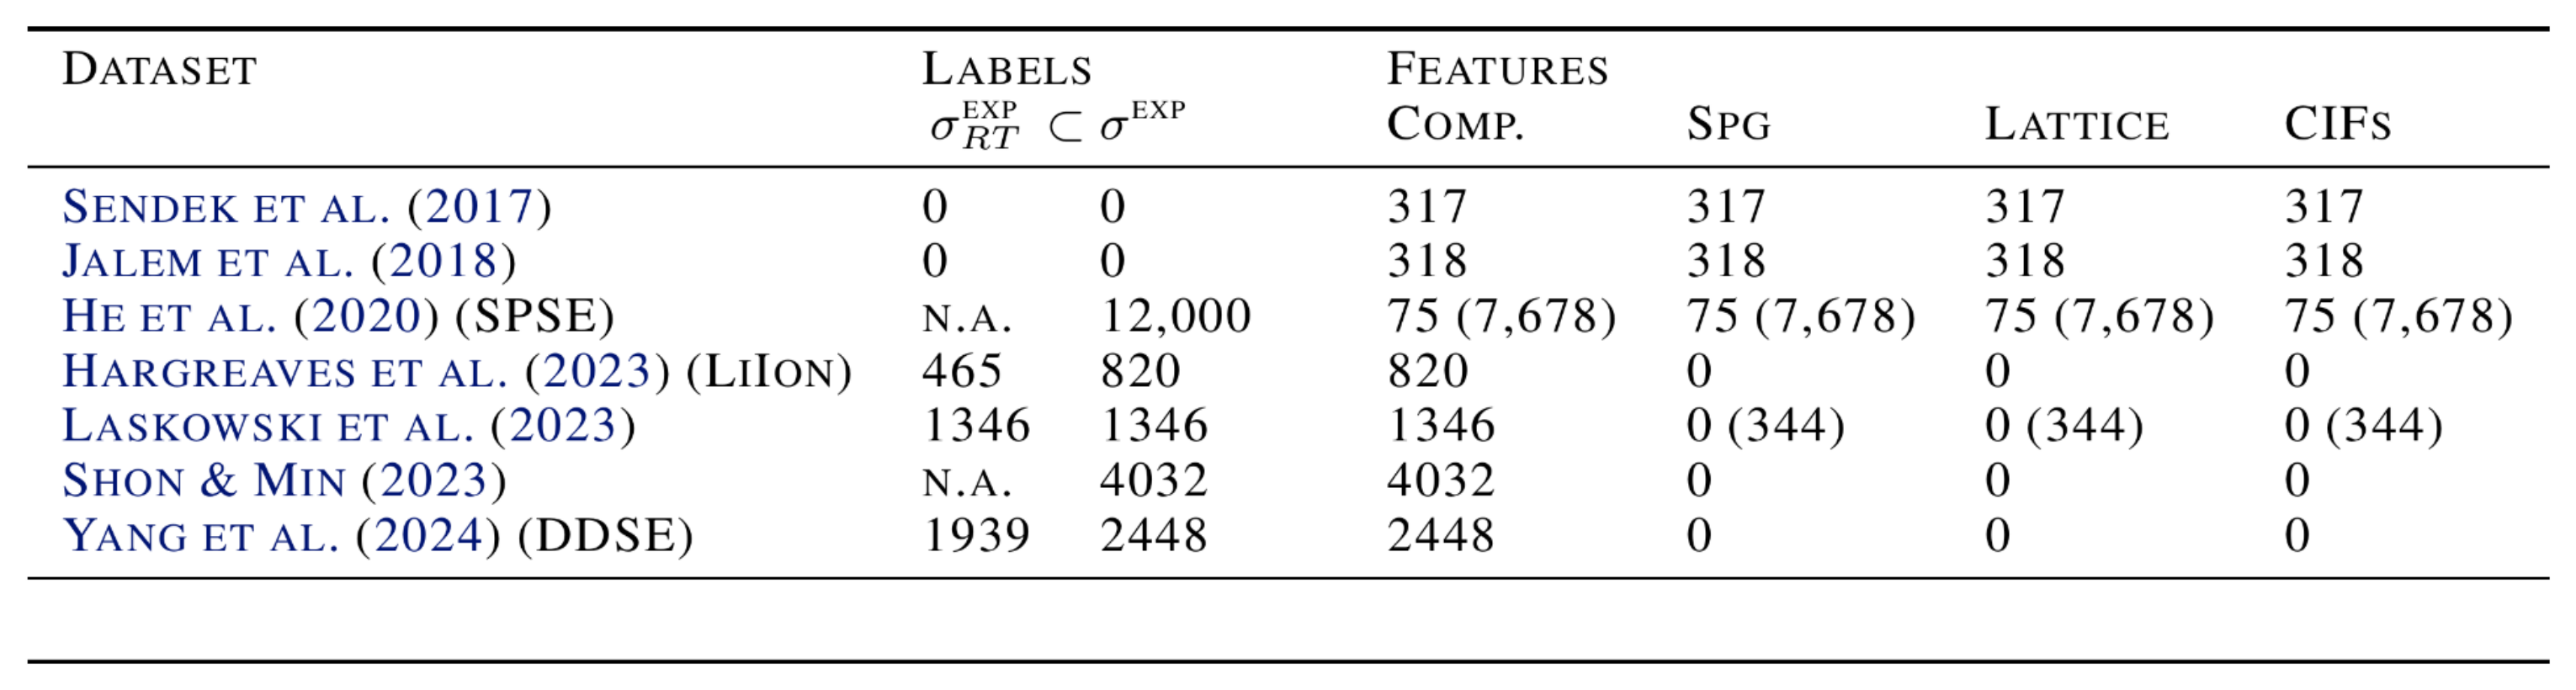 DATASET LABELS FEATURES
σ_RT^EXP ⊂ σ^EXP COMP. SPG LATTICE CIFS
SENDEK ET AL. (2017) 0 0 317 317 317 317
JALEM ET AL. (2018) 0 0 318 318 318 318
HE ET AL. (2020) (SPSE) N.A. 12,000 75 (7,678) 75 (7,678) 75 (7,678) 75 (7,678)
HARGREAVES ET AL. (2023) (LIION) 465 820 820 0 0 0
LASKOWSKI ET AL. (2023) 1346 1346 1346 0 (344) 0 (344) 0 (344)
SHON & MIN (2023) N.A. 4032 4032 0 0 0
YANG ET AL. (2024) (DDSE) 1939 2448 2448 0 0 0